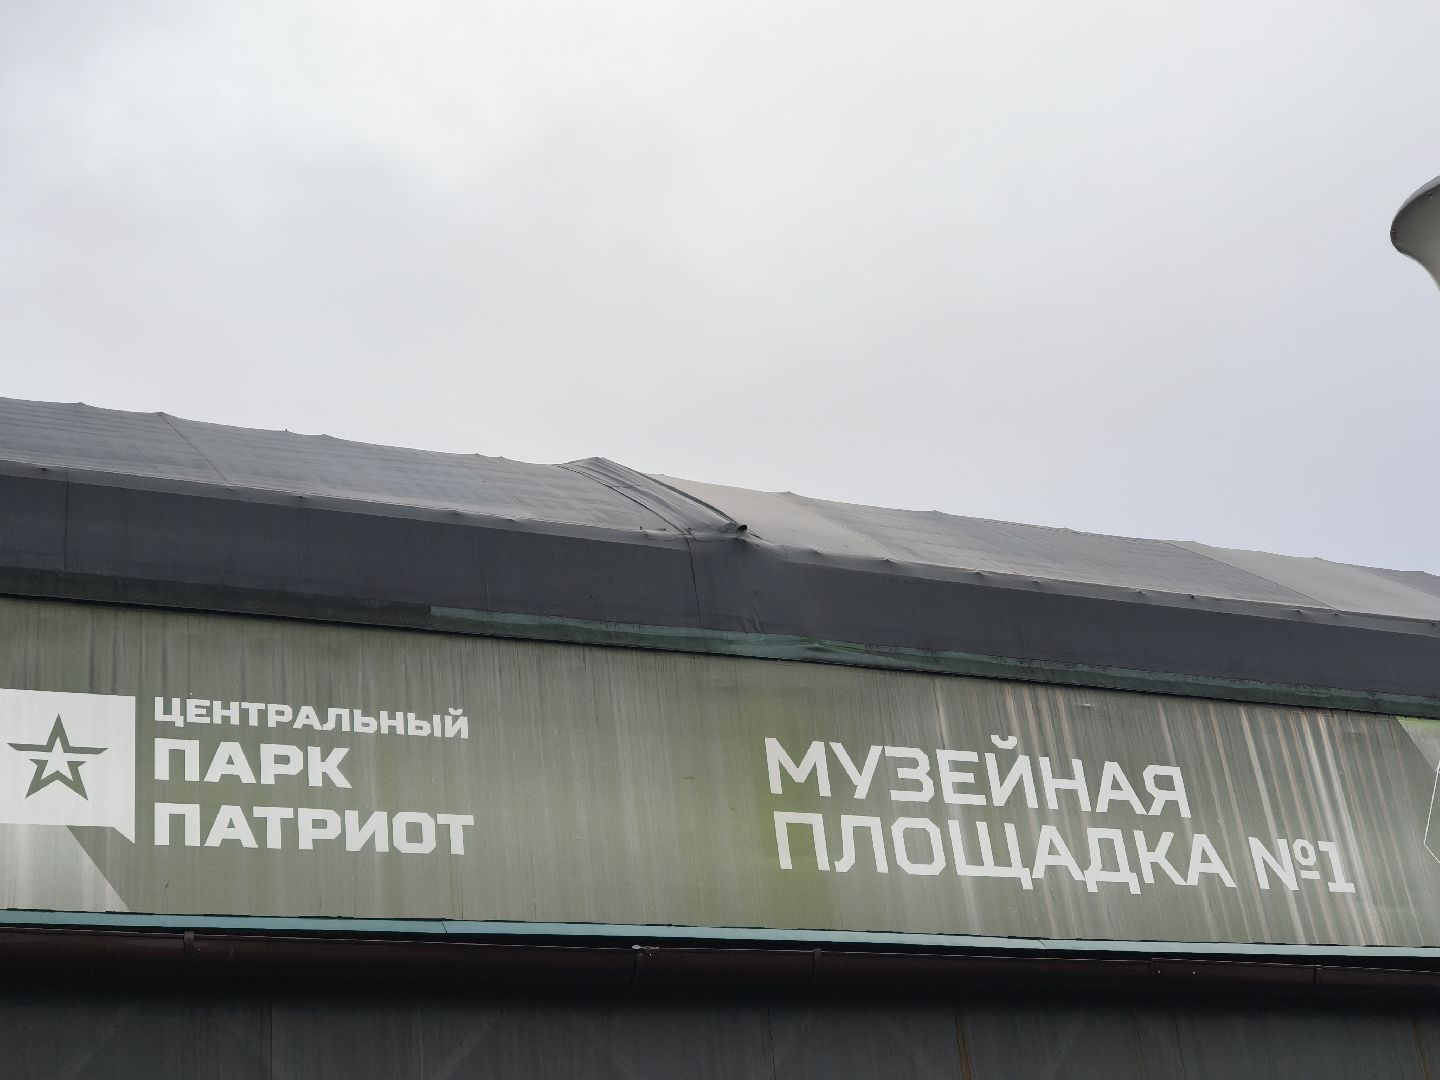 ЦЕНТРАЛЬНЫЙ
ПАРК
ПАТРИОТ
МУЗЕЙНАЯ
ПЛОЩАДКА №1